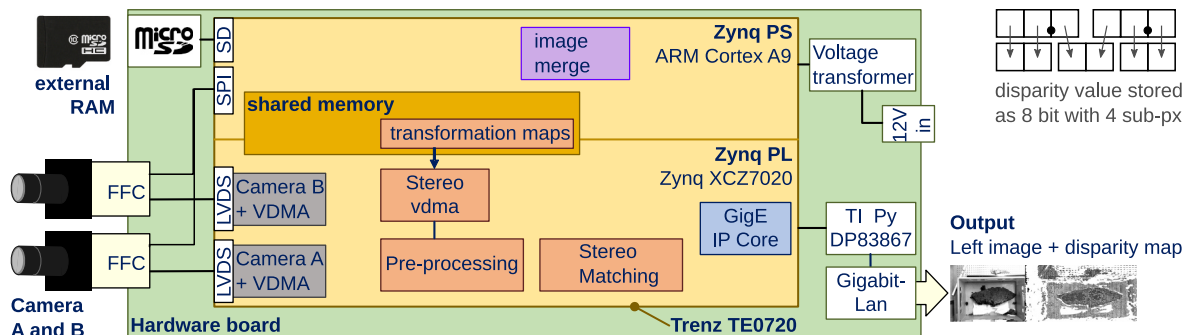 micro
SD
HC
external
RAM
micro
SD
SD
SPI
image
merge
Zynq PS
ARM Cortex A9
Voltage
transformer
12V
in
disparity value stored
as 8 bit with 4 sub-px
shared memory
transformation maps
Zynq PL
Zynq XCZ7020
FFC
LVDS
Camera B
+ VDMA
Stereo
vdma
FFC
LVDS
Camera A
+ VDMA
Pre-processing
Stereo
Matching
GigE
IP Core
TI Py
DP83867
Gigabit-
Lan
Output
Left image + disparity map
Camera
A and B
Hardware board
Trenz TE0720